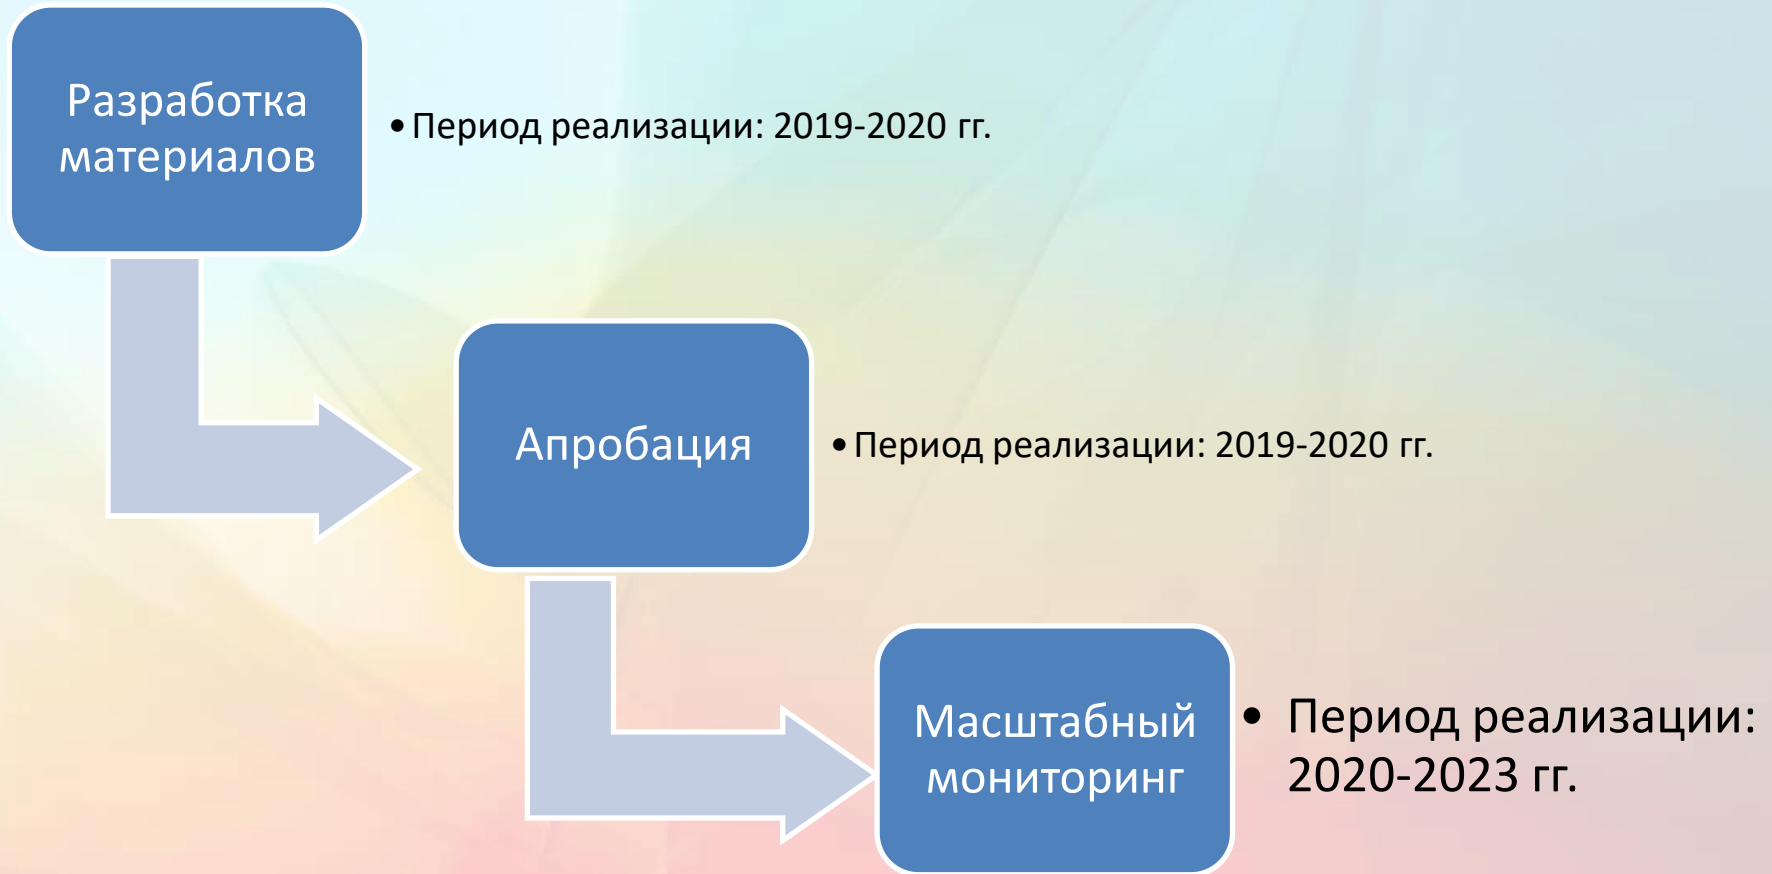 Разработка
материалов
•Период реализации: 2019-2020 гг.
Апробация
•Период реализации: 2019-2020 гг.
Масштабный
мониторинг
• Период реализации:
2020-2023 гг.